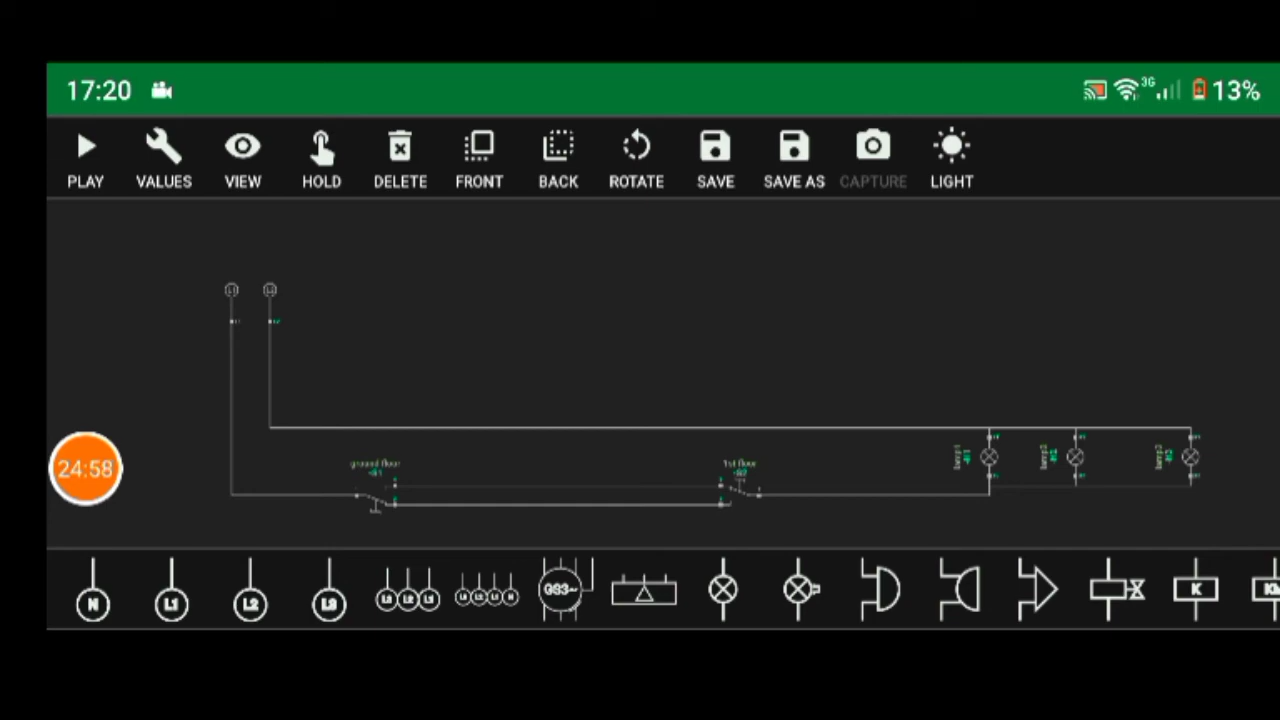 17:20 3G 13%
PLAY VALUES VIEW HOLD DELETE FRONT BACK ROTATE SAVE SAVE AS CAPTURE LIGHT
24:58
ground floor 1st floor
N L1 L2 L3 GS3~ K